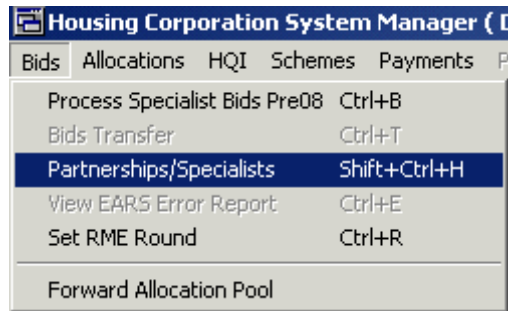 Housing Corporation System Manager (
Bids Allocations HQI Schemes Payments
Process Specialist Bids Pre08 Ctrl+B
Bids Transfer Ctrl+T
Partnerships/Specialists Shift+Ctrl+H
View EARS Error Report Ctrl+E
Set RME Round Ctrl+R
Forward Allocation Pool